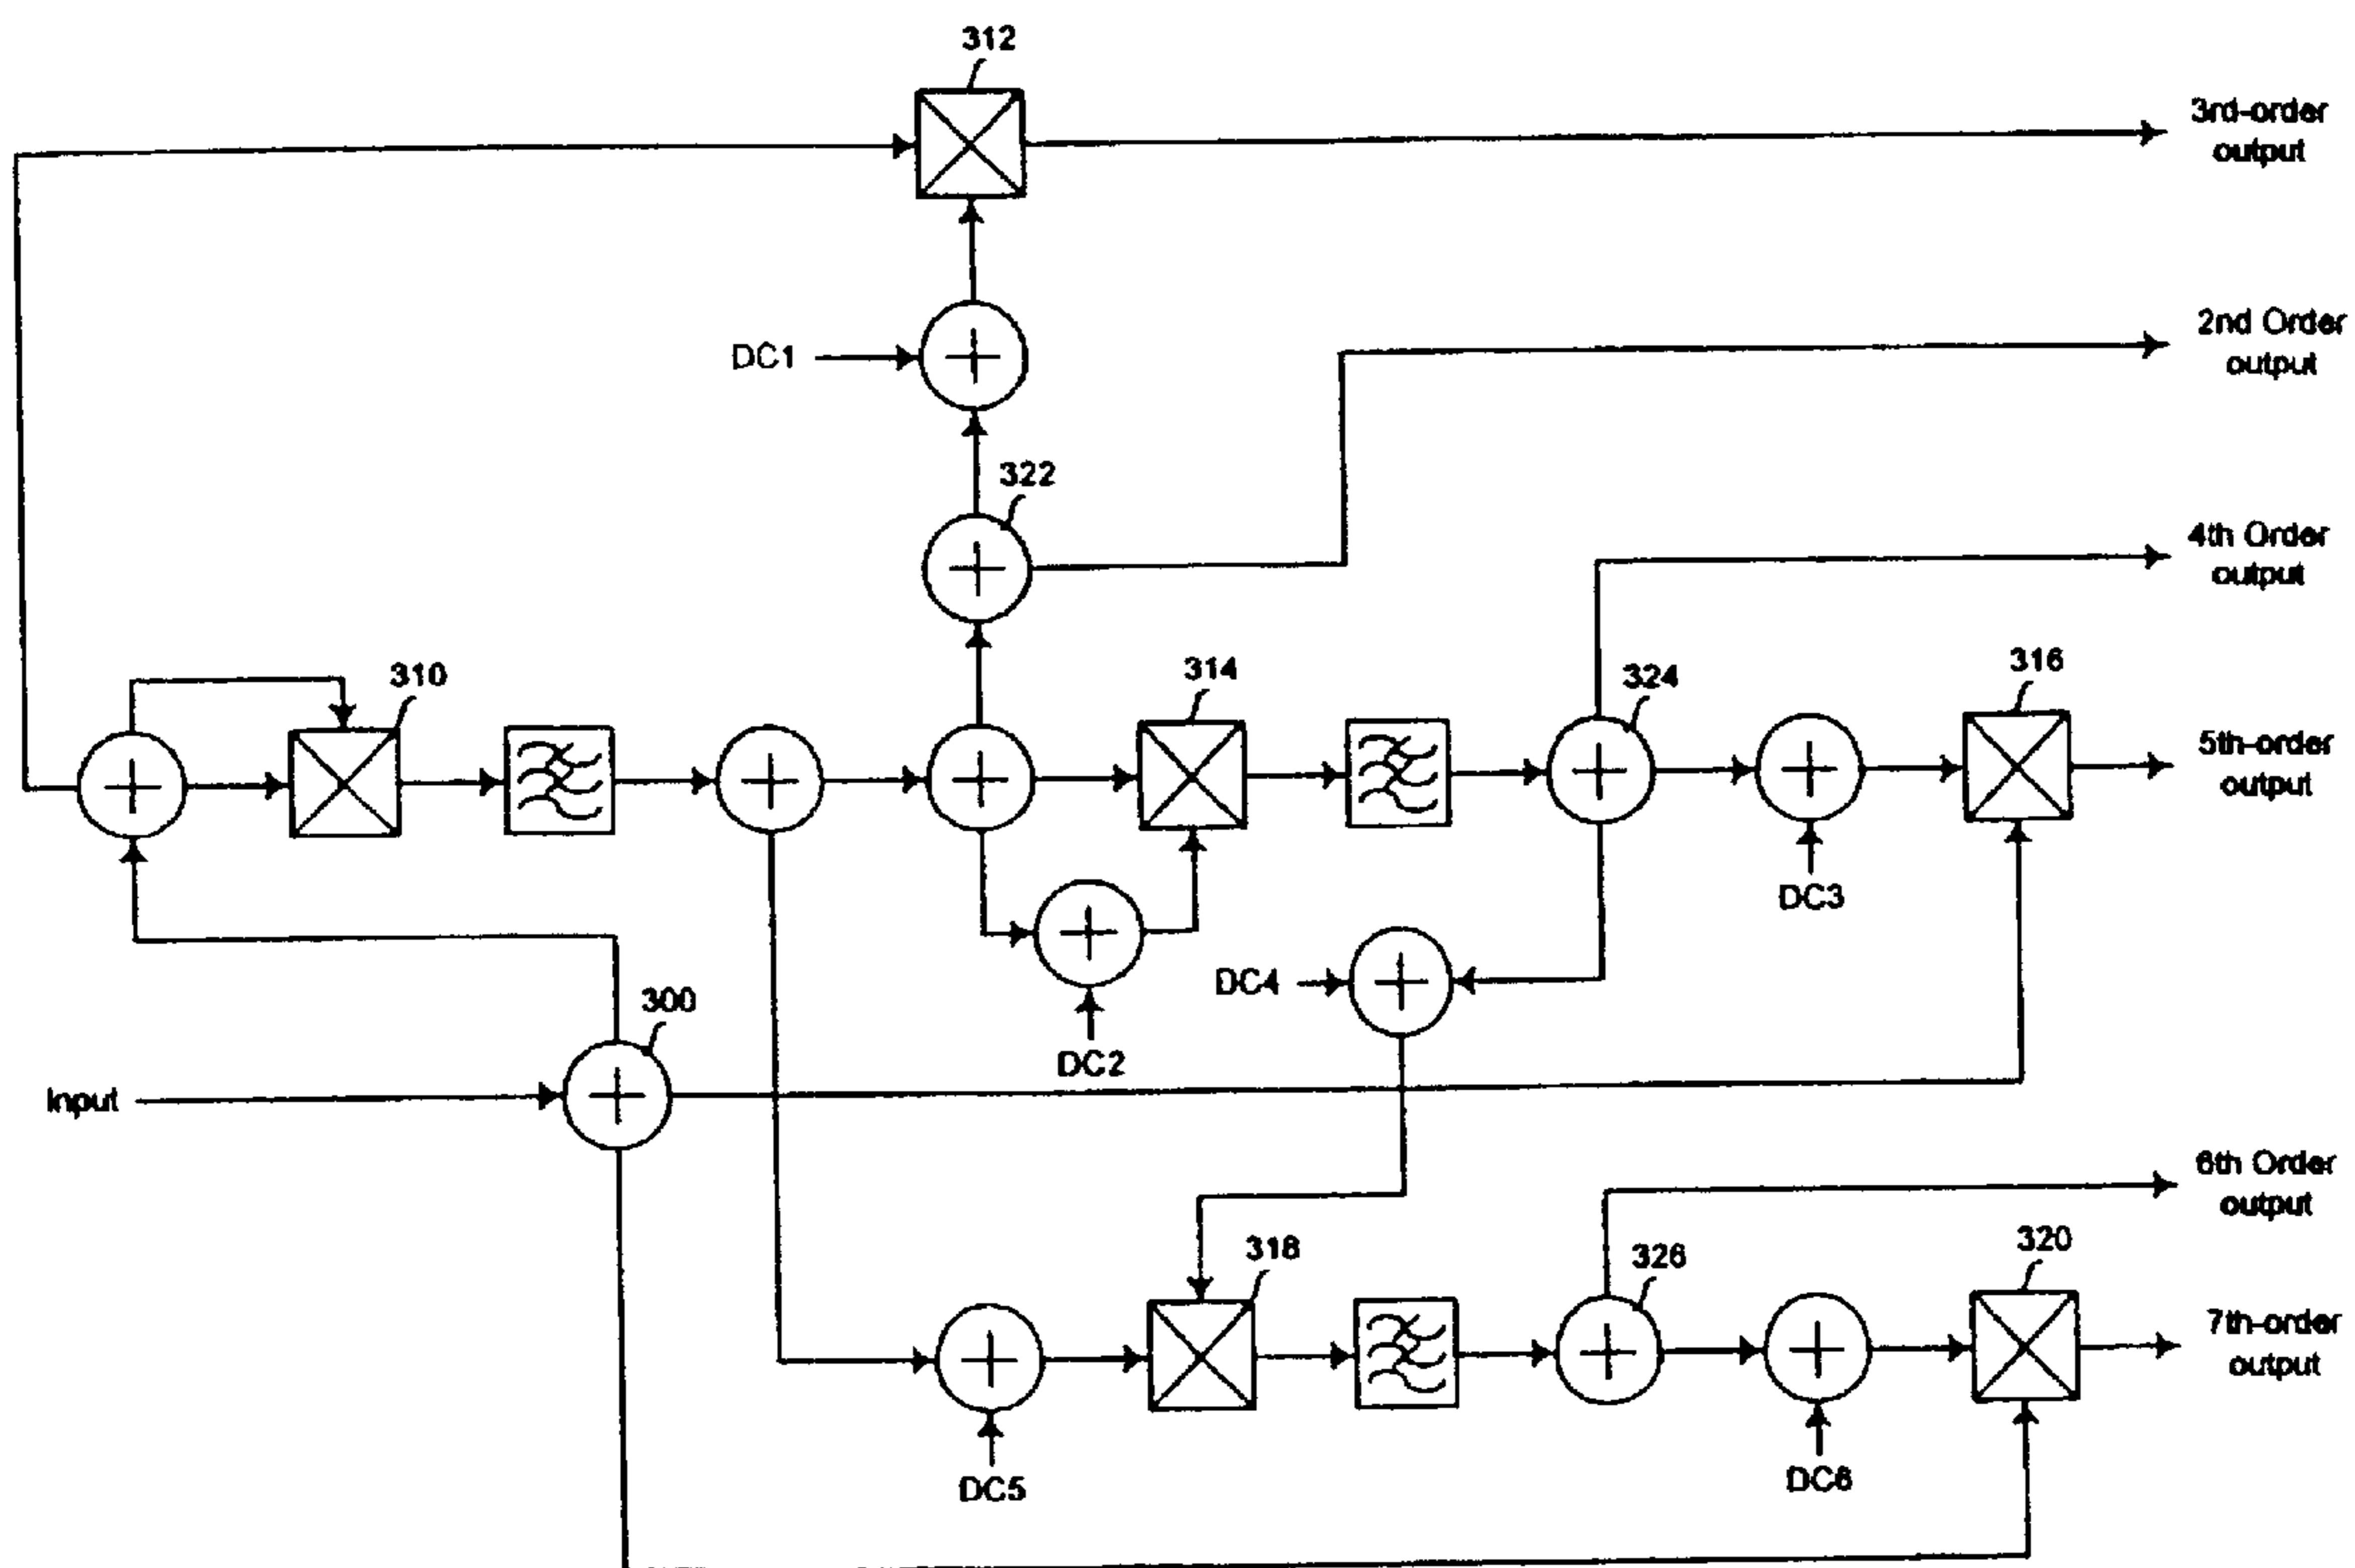 312
3rd-order
output
DC1
2nd Order
output
322
4th Order
output
310
314
324
316
5th-order
output
DC3
DC4
300
DC2
Input
6th Order
output
318
326
320
7th-order
output
DC5
DC6